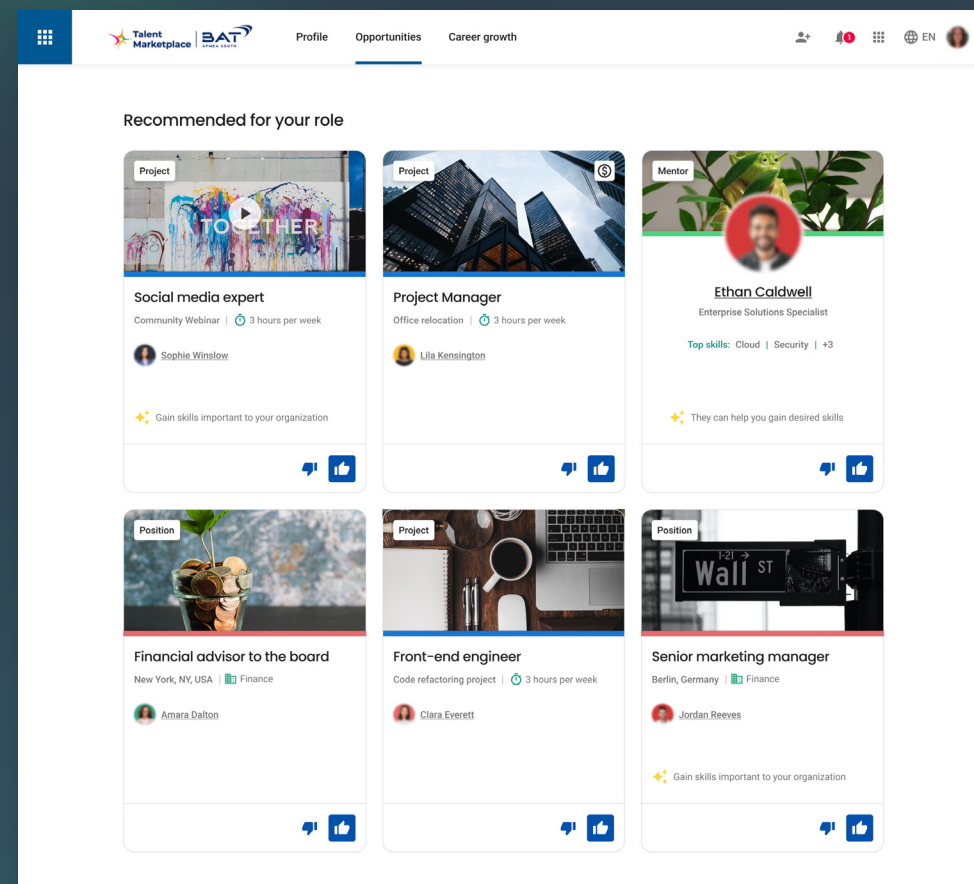 Talent
Marketplace
BAT
APMEA SOUTH
Profile
Opportunities
Career growth
1
EN
Recommended for your role
Project
TOGETHER
Social media expert
Community Webinar | 3 hours per week
Sophie Winslow
Gain skills important to your organization
Project
Project Manager
Office relocation | 3 hours per week
Lila Kensington
Mentor
Ethan Caldwell
Enterprise Solutions Specialist
Top skills: Cloud | Security | +3
They can help you gain desired skills
Position
Financial advisor to the board
New York, NY, USA | Finance
Amara Dalton
Project
Front-end engineer
Code refactoring project | 3 hours per week
Clara Everett
Position
1-21 →
Wall ST
Senior marketing manager
Berlin, Germany | Finance
Jordan Reeves
Gain skills important to your organization